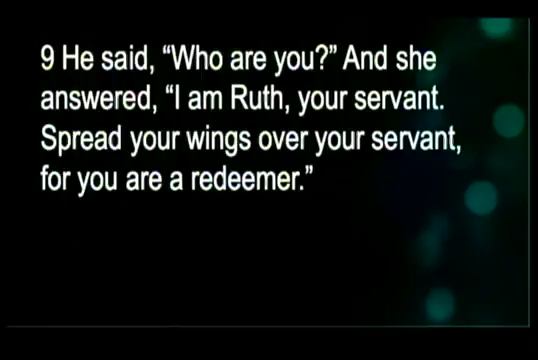 9 He said, “Who are you?” And she
answered, “I am Ruth, your servant.
Spread your wings over your servant,
for you are a redeemer.”